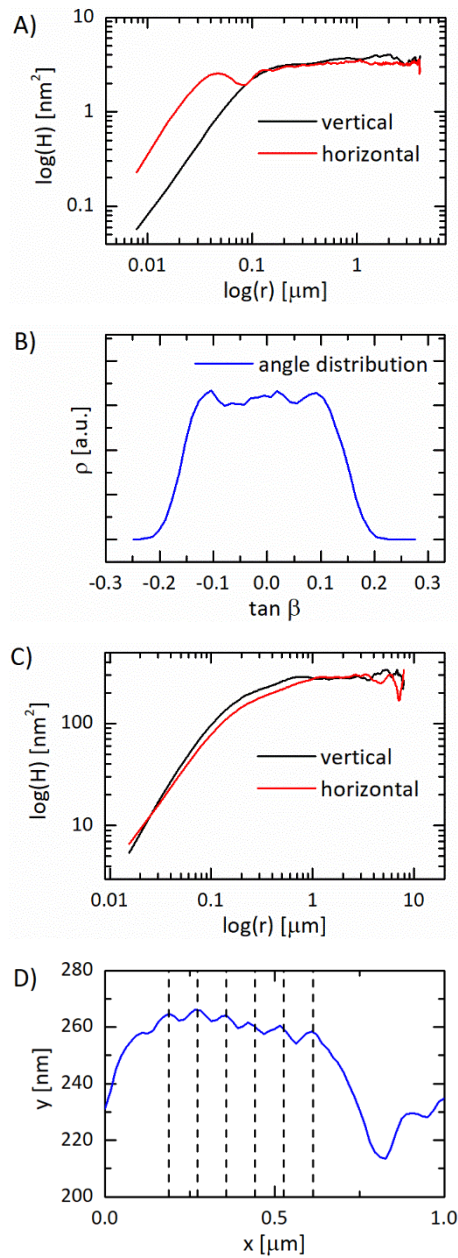 A)
log(H) [nm²]
10
1
0.1
vertical
horizontal
0.01 0.1 1
log(r) [μm]
B)
ρ [a.u.]
angle distribution
-0.3 -0.2 -0.1 0.0 0.1 0.2 0.3
tan β
C)
log(H) [nm²]
100
10
vertical
horizontal
0.01 0.1 1 10
log(r) [μm]
D)
y [nm]
280
260
240
220
200
0.0 0.5 1.0
x [μm]